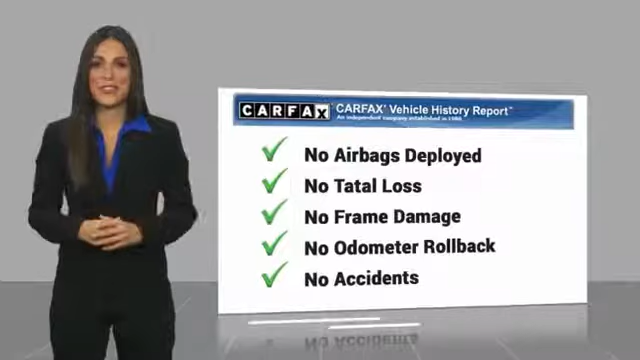 CARFAX CARFAX Vehicle History Report™
An independent company established in 1986
No Airbags Deployed
No Tatal Loss
No Frame Damage
No Odometer Rollback
No Accidents